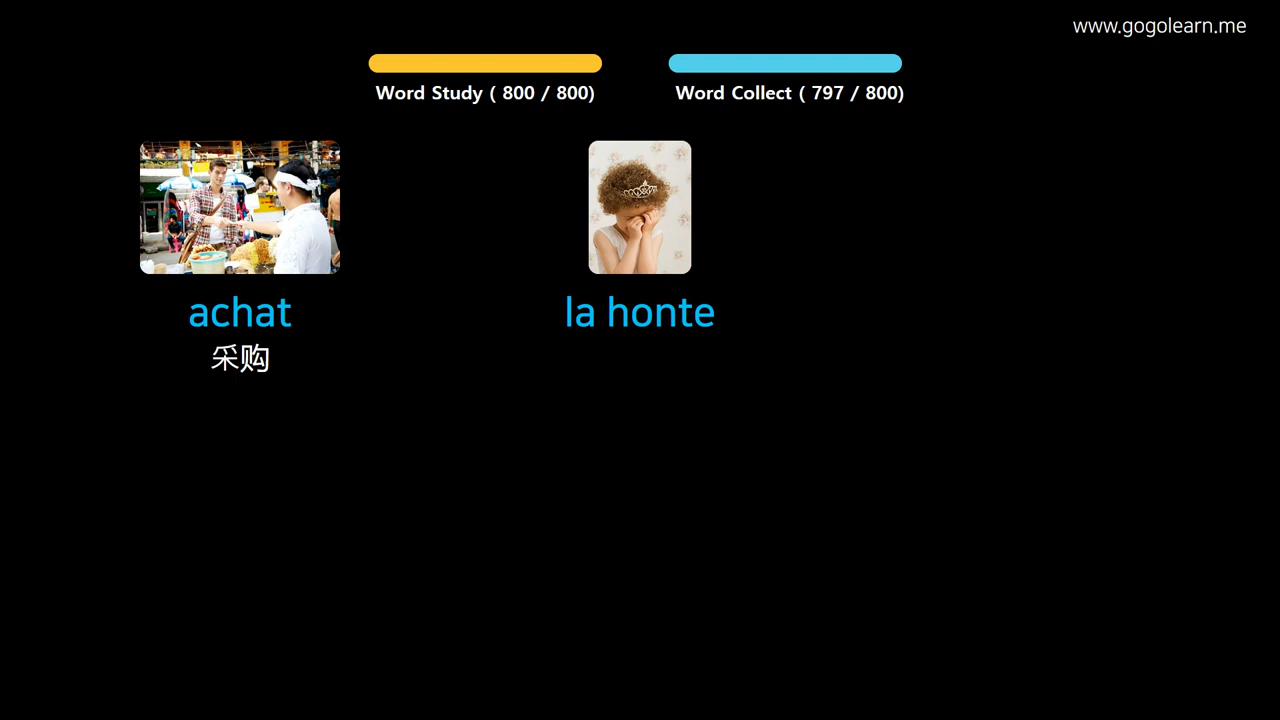 www.gogolearn.me
Word Study ( 800 / 800)
Word Collect ( 797 / 800)
achat
采购
la honte